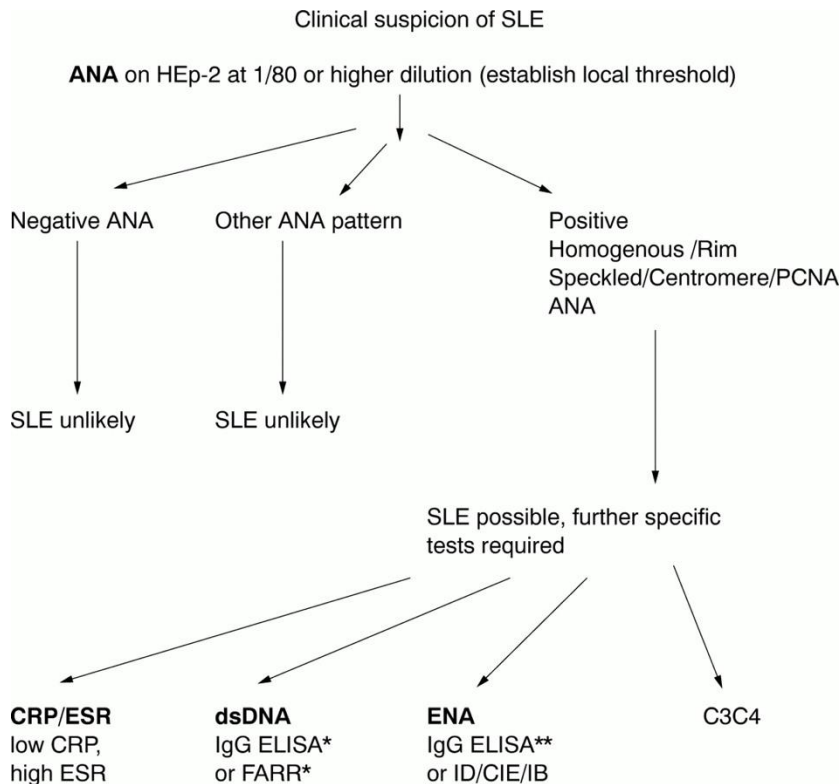 Clinical suspicion of SLE
ANA on HEp-2 at 1/80 or higher dilution (establish local threshold)
Negative ANA
Other ANA pattern
Positive
Homogenous /Rim
Speckled/Centromere/PCNA
ANA
SLE unlikely
SLE unlikely
SLE possible, further specific
tests required
CRP/ESR
low CRP,
high ESR
dsDNA
IgG ELISA*
or FARR*
ENA
IgG ELISA**
or ID/CIE/IB
C3C4